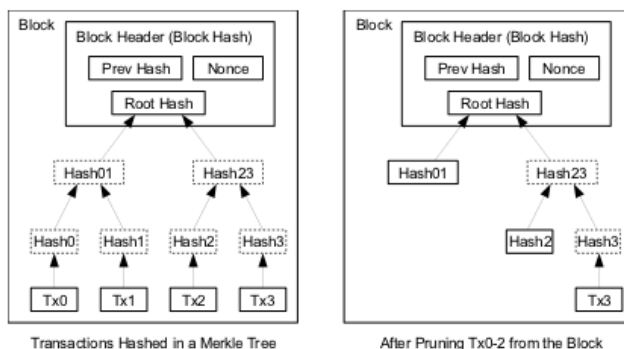 Block
Block Header (Block Hash)
Prev Hash
Nonce
Root Hash
Hash01
Hash23
Hash0
Hash1
Hash2
Hash3
Tx0
Tx1
Tx2
Tx3
Transactions Hashed in a Merkle Tree
Block
Block Header (Block Hash)
Prev Hash
Nonce
Root Hash
Hash01
Hash23
Hash2
Hash3
Tx3
After Pruning Tx0-2 from the Block